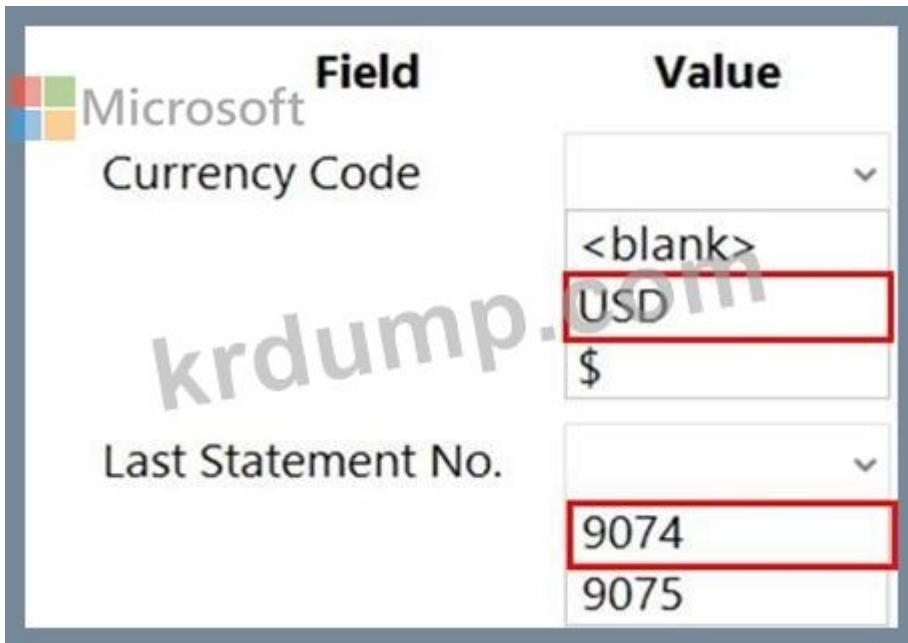 Field Value
Microsoft
Currency Code
<blank>
USD
$
krdump.com
Last Statement No.
9074
9075